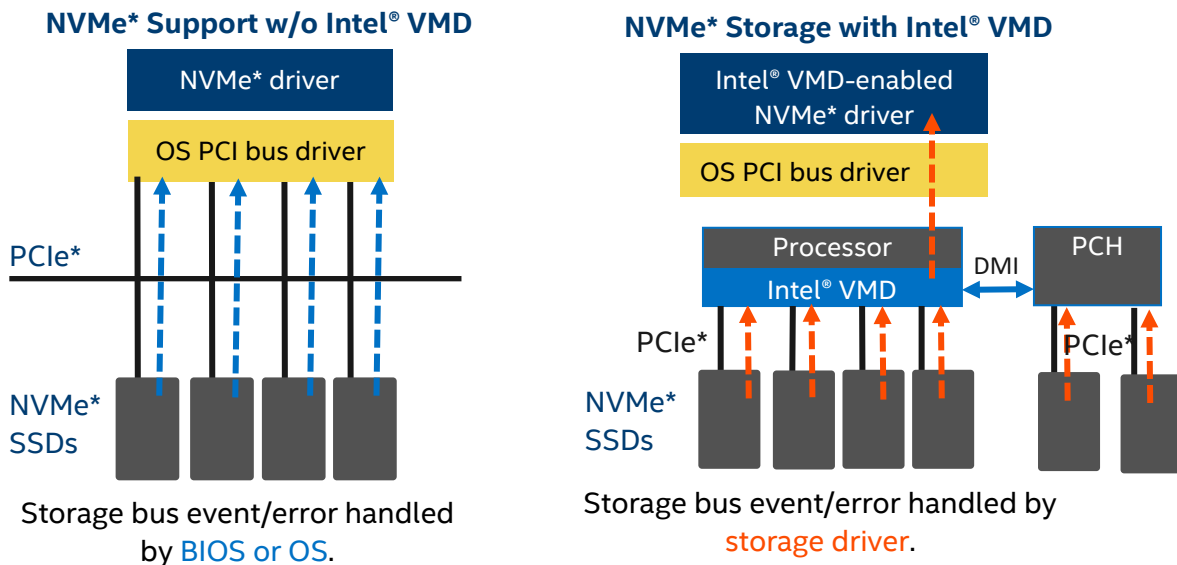 NVMe* Support w/o Intel® VMD
NVMe* driver
OS PCI bus driver
PCIe*
NVMe*
SSDs
Storage bus event/error handled
by BIOS or OS.
NVMe* Storage with Intel® VMD
Intel® VMD-enabled
NVMe* driver
OS PCI bus driver
Processor
Intel® VMD
DMI
PCH
PCIe*
PCIe*
NVMe*
SSDs
Storage bus event/error handled by
storage driver.